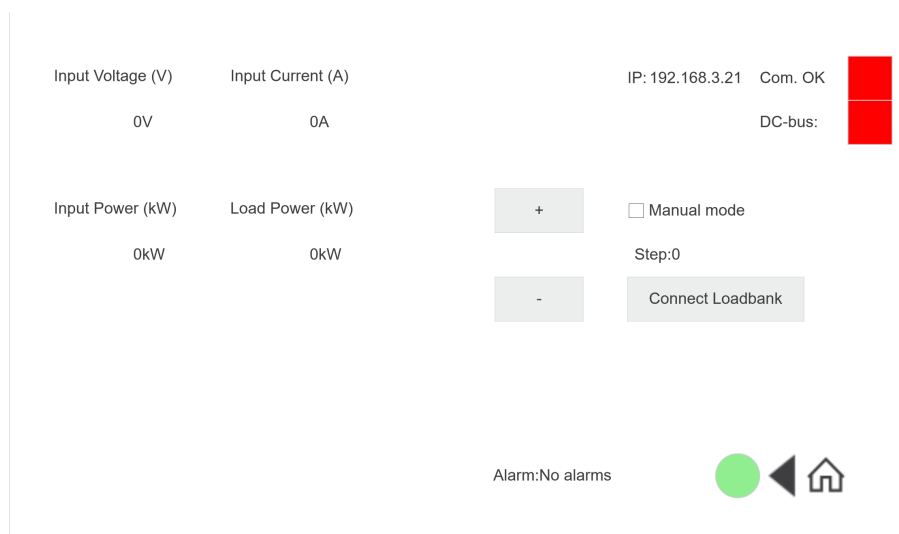 Input Voltage (V) Input Current (A) IP: 192.168.3.21 Com. OK
0V 0A DC-bus:
Input Power (kW) Load Power (kW) + Manual mode
0kW 0kW Step:0
- Connect Loadbank
Alarm:No alarms